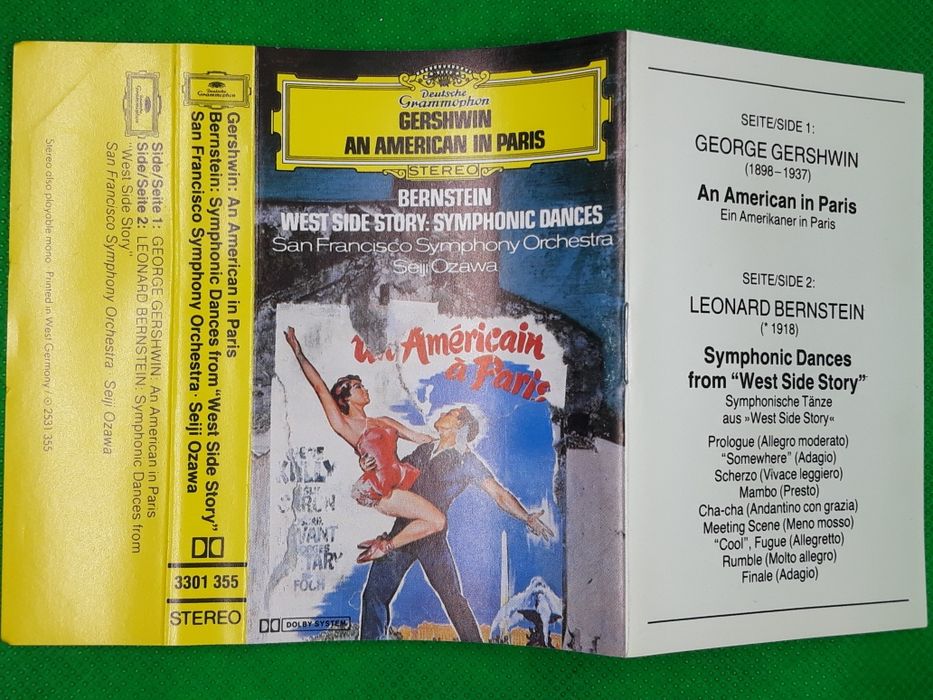 Stereo also playable mono · Printed in West Germany / ℗ 2531 355
Side/Seite 1: GEORGE GERSHWIN: An American in Paris
Side/Seite 2: LEONARD BERNSTEIN: Symphonic Dances from
"West Side Story"
San Francisco Symphony Orchestra · Seiji Ozawa
Deutsche
Grammophon
Gershwin: An American in Paris
Bernstein: Symphonic Dances from "West Side Story"
San Francisco Symphony Orchestra · Seiji Ozawa
3301 355
STEREO
Deutsche
Grammophon
GERSHWIN
AN AMERICAN IN PARIS
STEREO
BERNSTEIN
WEST SIDE STORY: SYMPHONIC DANCES
San Francisco Symphony Orchestra
Seiji Ozawa
Un Américain
à Paris
KELLY
FOCH
DOLBY SYSTEM
SEITE/SIDE 1:
GEORGE GERSHWIN
(1898–1937)
An American in Paris
Ein Amerikaner in Paris
SEITE/SIDE 2:
LEONARD BERNSTEIN
(* 1918)
Symphonic Dances
from "West Side Story"
Symphonische Tänze
aus »West Side Story«
Prologue (Allegro moderato)
"Somewhere" (Adagio)
Scherzo (Vivace leggiero)
Mambo (Presto)
Cha-cha (Andantino con grazia)
Meeting Scene (Meno mosso)
"Cool", Fugue (Allegretto)
Rumble (Molto allegro)
Finale (Adagio)